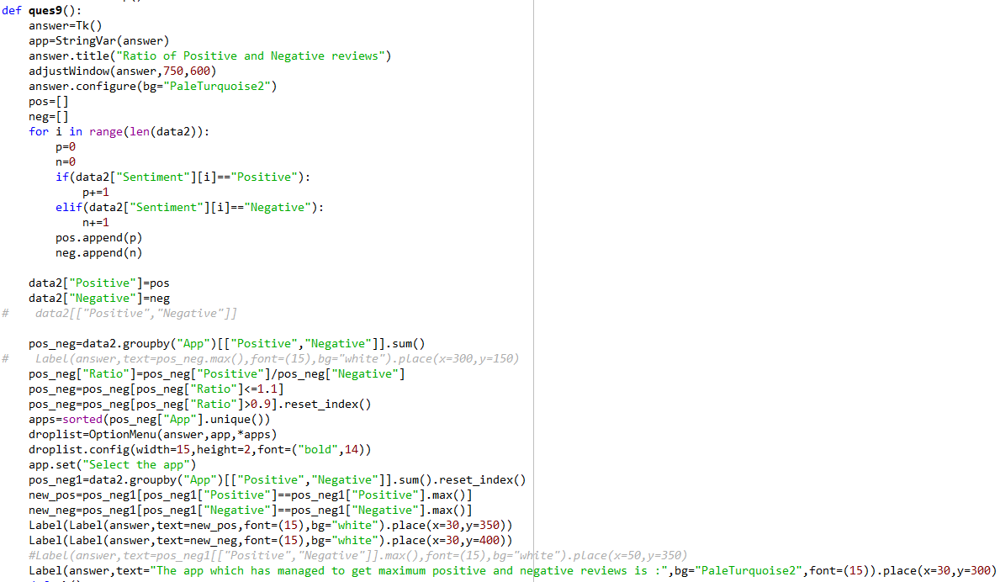 def ques9():
    answer=Tk()
    app=StringVar(answer)
    answer.title("Ratio of Positive and Negative reviews")
    adjustWindow(answer,750,600)
    answer.configure(bg="PaleTurquoise2")
    pos=[]
    neg=[]
    for i in range(len(data2)):
        p=0
        n=0
        if(data2["Sentiment"][i]=="Positive"):
            p+=1
        elif(data2["Sentiment"][i]=="Negative"):
            n+=1
        pos.append(p)
        neg.append(n)

    data2["Positive"]=pos
    data2["Negative"]=neg
#    data2[["Positive","Negative"]]

    pos_neg=data2.groupby("App")[["Positive","Negative"]].sum()
#    Label(answer,text=pos_neg.max(),font=(15),bg="white").place(x=300,y=150)
    pos_neg["Ratio"]=pos_neg["Positive"]/pos_neg["Negative"]
    pos_neg=pos_neg[pos_neg["Ratio"]<=1.1]
    pos_neg=pos_neg[pos_neg["Ratio"]>0.9].reset_index()
    apps=sorted(pos_neg["App"].unique())
    droplist=OptionMenu(answer,app,*apps)
    droplist.config(width=15,height=2,font=("bold",14))
    app.set("Select the app")
    pos_neg1=data2.groupby("App")[["Positive","Negative"]].sum().reset_index()
    new_pos=pos_neg1[pos_neg1["Positive"]==pos_neg1["Positive"].max()]
    new_neg=pos_neg1[pos_neg1["Negative"]==pos_neg1["Negative"].max()]
    Label(Label(answer,text=new_pos,font=(15),bg="white").place(x=30,y=350))
    Label(Label(answer,text=new_neg,font=(15),bg="white").place(x=30,y=400))
    #Label(answer,text=pos_neg1[["Positive","Negative"]].max(),font=(15),bg="white").place(x=50,y=350)
    Label(answer,text="The app which has managed to get maximum positive and negative reviews is :",bg="PaleTurquoise2",font=(15)).place(x=30,y=300)